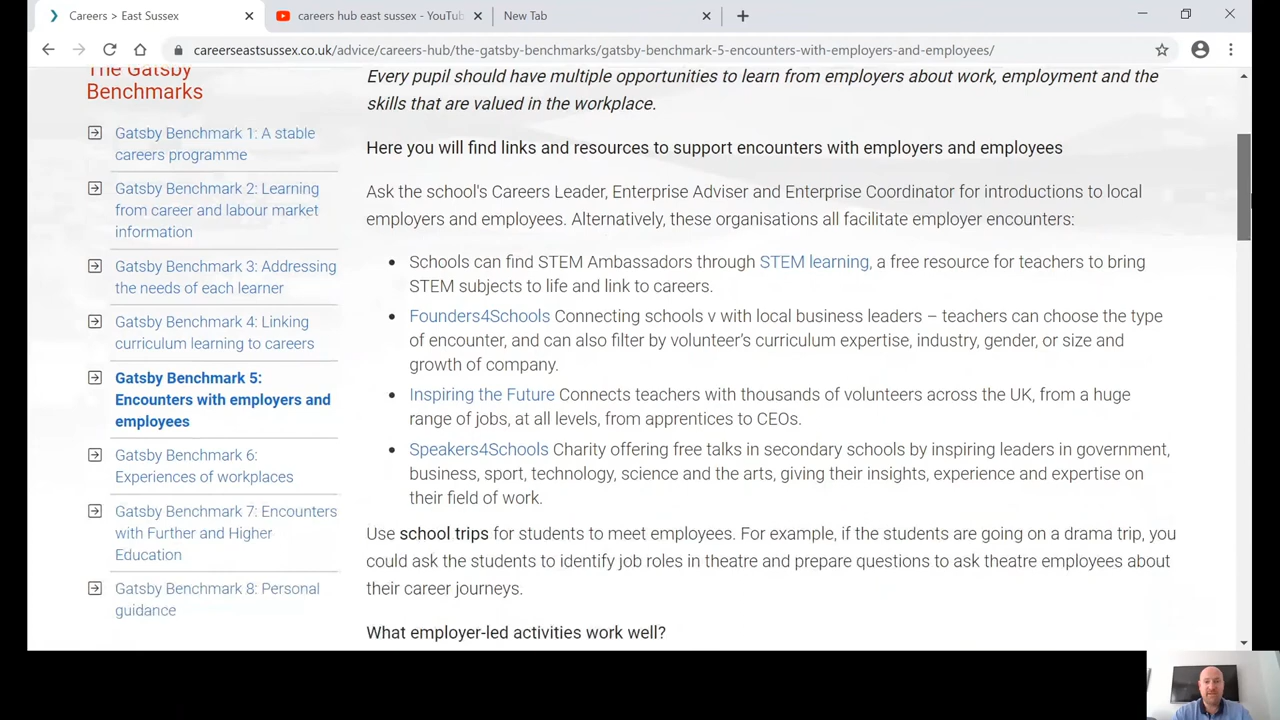 Careers > East Sussex
careers hub east sussex - YouTub
New Tab
careerseastsussex.co.uk/advice/careers-hub/the-gatsby-benchmarks/gatsby-benchmark-5-encounters-with-employers-and-employees/
The Gatsby
Benchmarks
Gatsby Benchmark 1: A stable
careers programme
Gatsby Benchmark 2: Learning
from career and labour market
information
Gatsby Benchmark 3: Addressing
the needs of each learner
Gatsby Benchmark 4: Linking
curriculum learning to careers
Gatsby Benchmark 5:
Encounters with employers and
employees
Gatsby Benchmark 6:
Experiences of workplaces
Gatsby Benchmark 7: Encounters
with Further and Higher
Education
Gatsby Benchmark 8: Personal
guidance
Every pupil should have multiple opportunities to learn from employers about work, employment and the
skills that are valued in the workplace.
Here you will find links and resources to support encounters with employers and employees
Ask the school's Careers Leader, Enterprise Adviser and Enterprise Coordinator for introductions to local
employers and employees. Alternatively, these organisations all facilitate employer encounters:
Schools can find STEM Ambassadors through STEM learning, a free resource for teachers to bring
STEM subjects to life and link to careers.
Founders4Schools Connecting schools v with local business leaders – teachers can choose the type
of encounter, and can also filter by volunteer's curriculum expertise, industry, gender, or size and
growth of company.
Inspiring the Future Connects teachers with thousands of volunteers across the UK, from a huge
range of jobs, at all levels, from apprentices to CEOs.
Speakers4Schools Charity offering free talks in secondary schools by inspiring leaders in government,
business, sport, technology, science and the arts, giving their insights, experience and expertise on
their field of work.
Use school trips for students to meet employees. For example, if the students are going on a drama trip, you
could ask the students to identify job roles in theatre and prepare questions to ask theatre employees about
their career journeys.
What employer-led activities work well?